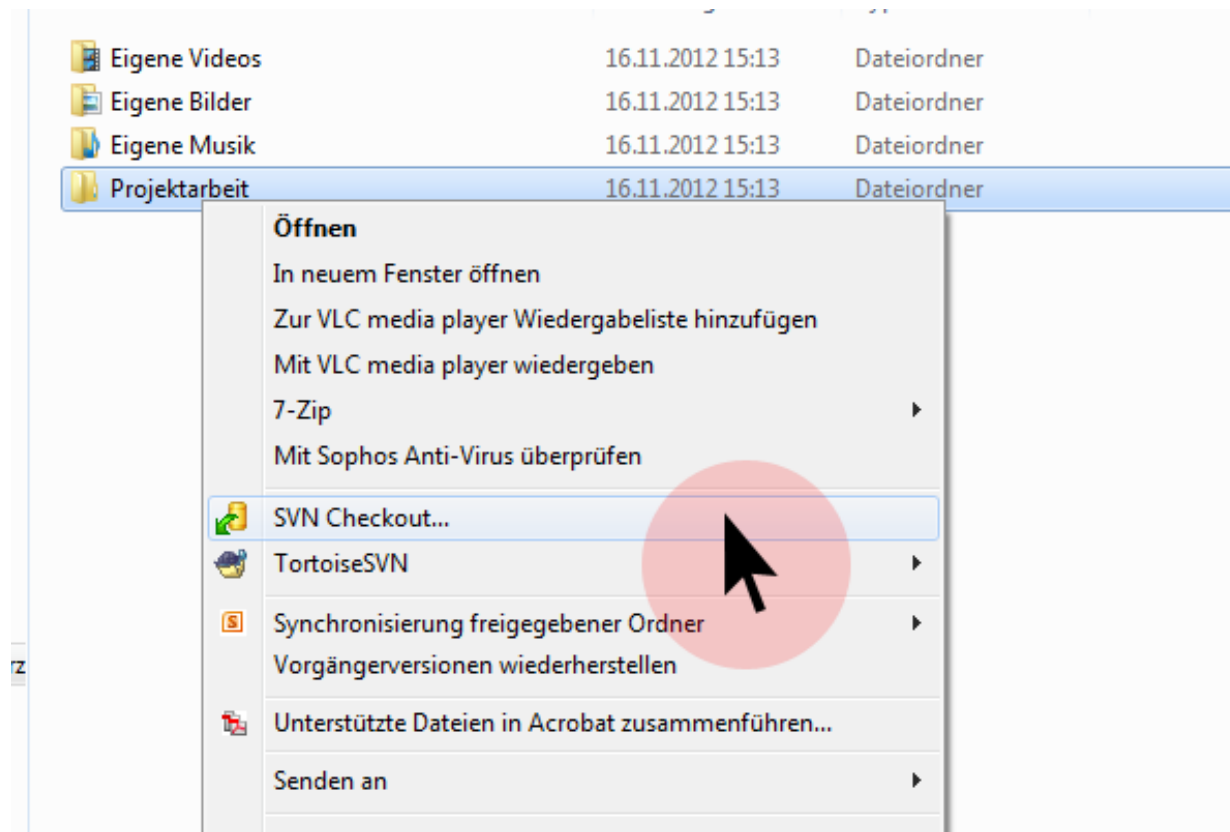 Eigene Videos 16.11.2012 15:13 Dateiordner
Eigene Bilder 16.11.2012 15:13 Dateiordner
Eigene Musik 16.11.2012 15:13 Dateiordner
Projektarbeit 16.11.2012 15:13 Dateiordner
Öffnen
In neuem Fenster öffnen
Zur VLC media player Wiedergabeliste hinzufügen
Mit VLC media player wiedergeben
7-Zip
Mit Sophos Anti-Virus überprüfen
SVN Checkout...
TortoiseSVN
Synchronisierung freigegebener Ordner
rz
Vorgängerversionen wiederherstellen
Unterstützte Dateien in Acrobat zusammenführen...
Senden an